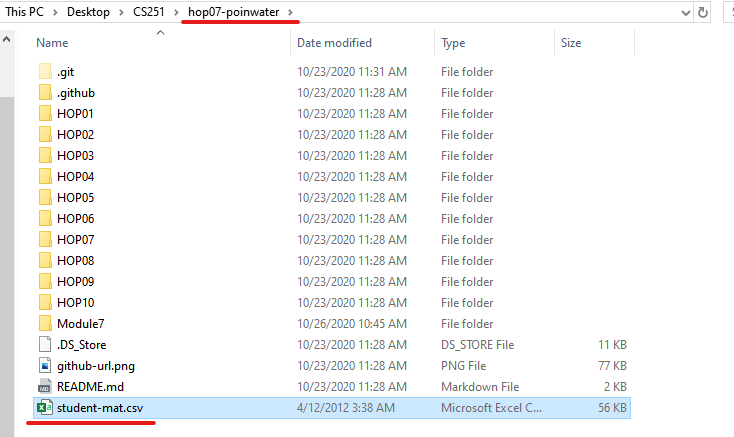 This PC > Desktop > CS251 > hop07-poinwater >
Name Date modified Type Size
.git 10/23/2020 11:31 AM File folder
.github 10/23/2020 11:28 AM File folder
HOP01 10/23/2020 11:28 AM File folder
HOP02 10/23/2020 11:28 AM File folder
HOP03 10/23/2020 11:28 AM File folder
HOP04 10/23/2020 11:28 AM File folder
HOP05 10/23/2020 11:28 AM File folder
HOP06 10/23/2020 11:28 AM File folder
HOP07 10/23/2020 11:28 AM File folder
HOP08 10/23/2020 11:28 AM File folder
HOP09 10/23/2020 11:28 AM File folder
HOP10 10/23/2020 11:28 AM File folder
Module7 10/26/2020 10:45 AM File folder
.DS_Store 10/23/2020 11:28 AM DS_STORE File 11 KB
github-url.png 10/23/2020 11:28 AM PNG File 77 KB
README.md 10/23/2020 11:28 AM Markdown File 2 KB
student-mat.csv 4/12/2012 3:38 AM Microsoft Excel C... 56 KB